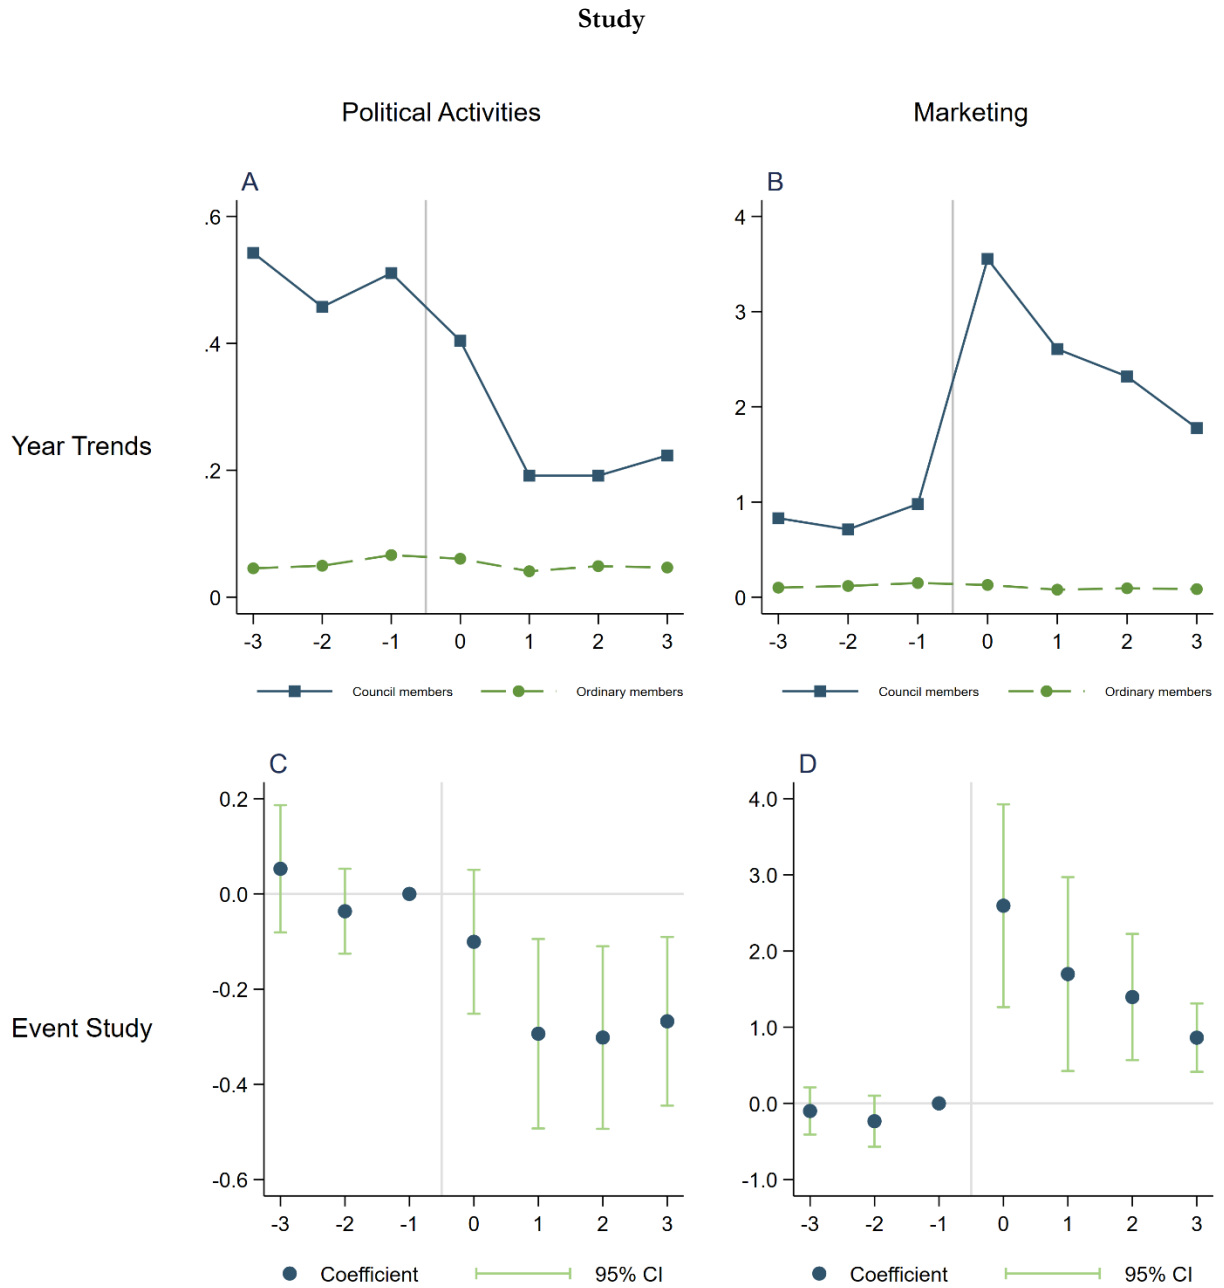 Study
Political Activities
Marketing
Year Trends
A
.6
.4
.2
0
-3 -2 -1 0 1 2 3
Council members Ordinary members
B
4
3
2
1
0
-3 -2 -1 0 1 2 3
Council members Ordinary members
Event Study
C
0.2
0.0
-0.2
-0.4
-0.6
-3 -2 -1 0 1 2 3
Coefficient 95% CI
D
4.0
3.0
2.0
1.0
0.0
-1.0
-3 -2 -1 0 1 2 3
Coefficient 95% CI